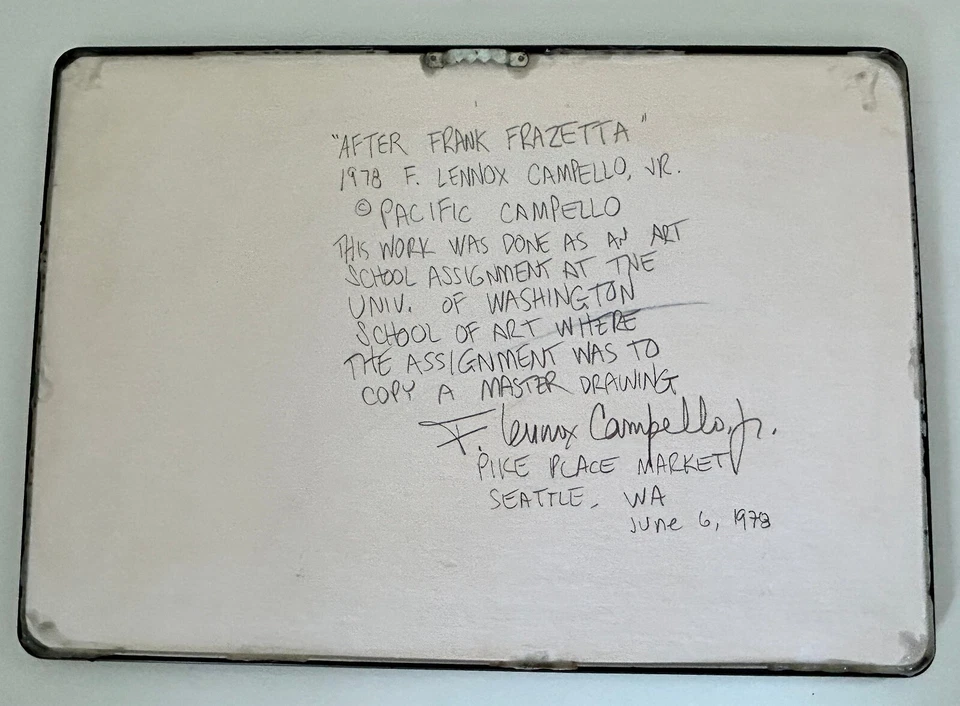 "AFTER FRANK FRAZETTA"
1978 F. LENNOX CAMPELLO, JR.
© PACIFIC CAMPELLO
THIS WORK WAS DONE AS AN ART
SCHOOL ASSIGNMENT AT THE
UNIV. OF WASHINGTON
SCHOOL OF ART WHERE
THE ASSIGNMENT WAS TO
COPY A MASTER DRAWING
F. Lennox Campello, Jr.
PIKE PLACE MARKET
SEATTLE, WA
June 6, 1978